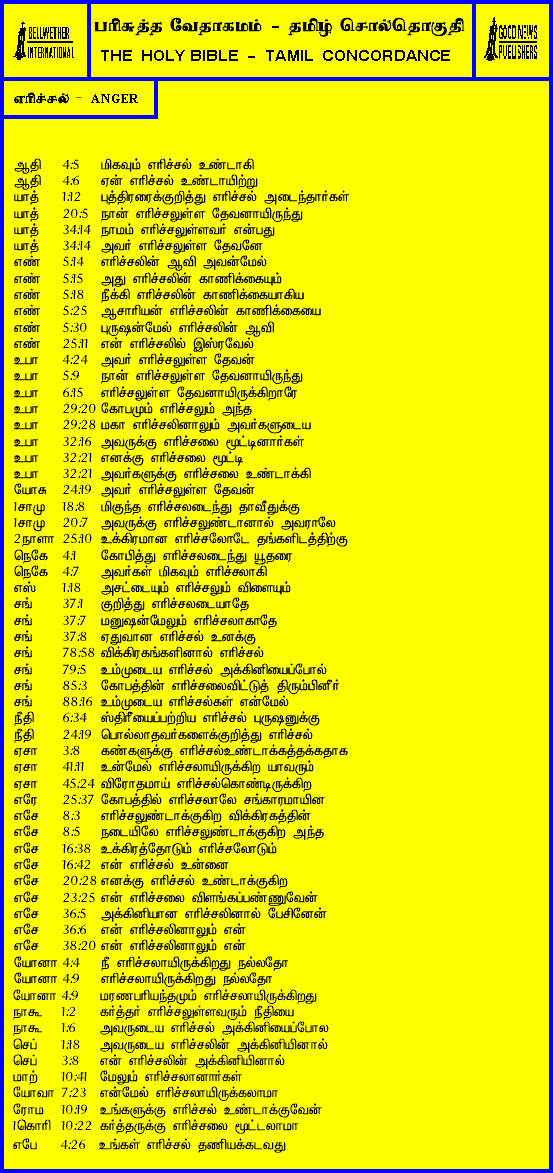 BELLWETHER INTERNATIONAL
பரிசுத்த வேதாகமம் - தமிழ் சொல்தொகுதி
THE HOLY BIBLE - TAMIL CONCORDANCE
GOOD NEWS PUBLISHERS
எரிச்சல் - ANGER
ஆதி 4:5 மிகவும் எரிச்சல் உண்டாகி
ஆதி 4:6 ஏன் எரிச்சல் உண்டாயிற்று
யாத் 1:12 புத்திரரைக்குறித்து எரிச்சல் அடைந்தார்கள்
யாத் 20:5 நான் எரிச்சலுள்ள தேவனாயிருந்து
யாத் 34:14 நாமம் எரிச்சலுள்ளவர் என்பது
யாத் 34:14 அவர் எரிச்சலுள்ள தேவனே
எண் 5:14 எரிச்சலின் ஆவி அவன்மேல்
எண் 5:15 அது எரிச்சலின் காணிக்கையும்
எண் 5:18 நீக்கி எரிச்சலின் காணிக்கையாகிய
எண் 5:25 ஆசாரியன் எரிச்சலின் காணிக்கையை
எண் 5:30 புருஷன்மேல் எரிச்சலின் ஆவி
எண் 25:11 என் எரிச்சலில் இஸ்ரவேல்
உபா 4:24 அவர் எரிச்சலுள்ள தேவன்
உபா 5:9 நான் எரிச்சலுள்ள தேவனாயிருந்து
உபா 6:15 எரிச்சலுள்ள தேவனாயிருக்கிறாரே
உபா 29:20 கோபமும் எரிச்சலும் அந்த
உபா 29:28 மகா எரிச்சலினாலும் அவர்களுடைய
உபா 32:16 அவருக்கு எரிச்சலை மூட்டினார்கள்
உபா 32:21 எனக்கு எரிச்சலை மூட்டி
உபா 32:21 அவர்களுக்கு எரிச்சலை உண்டாக்கி
யோசு 24:19 அவர் எரிச்சலுள்ள தேவன்
1சாமு 18:8 மிகுந்த எரிச்சலடைந்து தாவீதுக்கு
1சாமு 20:7 அவருக்கு எரிச்சலுண்டானால் அவராலே
2நாளா 25:10 உக்கிரமான எரிச்சலோடே தங்களிடத்திற்கு
நெகே 4:1 கோபித்து எரிச்சலடைந்து யூதரை
நெகே 4:7 அவர்கள் மிகவும் எரிச்சலாகி
எஸ் 1:18 அசட்டையும் எரிச்சலும் விளையும்
சங் 37:1 குறித்து எரிச்சலடையாதே
சங் 37:7 மனுஷன்மேலும் எரிச்சலாகாதே
சங் 37:8 ஏதுவான எரிச்சல் உனக்கு
சங் 78:58 விக்கிரகங்களினால் எரிச்சல்
சங் 79:5 உம்முடைய எரிச்சல் அக்கினியைப்போல்
சங் 85:3 கோபத்தின் எரிச்சலைவிட்டுத் திரும்பினீர்
சங் 88:16 உம்முடைய எரிச்சல்கள் என்மேல்
நீதி 6:34 ஸ்திரீயைப்பற்றிய எரிச்சல் புருஷனுக்கு
நீதி 24:19 பொல்லாதவர்களைக்குறித்து எரிச்சல்
ஏசா 3:8 கண்களுக்கு எரிச்சல்உண்டாக்கத்தக்கதாக
ஏசா 41:11 உன்மேல் எரிச்சலாயிருக்கிற யாவரும்
ஏசா 45:24 விரோதமாய் எரிச்சல்கொண்டிருக்கிற
எரே 25:37 கோபத்தில் எரிச்சலாலே சங்காரமாயின
எசே 8:3 எரிச்சலுண்டாக்குகிற விக்கிரகத்தின்
எசே 8:5 நடையிலே எரிச்சலுண்டாக்குகிற அந்த
எசே 16:38 உக்கிரத்தோடும் எரிச்சலோடும்
எசே 16:42 என் எரிச்சல் உன்னை
எசே 20:28 எனக்கு எரிச்சல் உண்டாக்குகிற
எசே 23:25 என் எரிச்சலை விளங்கப்பண்ணுவேன்
எசே 36:5 அக்கினியான எரிச்சலினால் பேசினேன்
எசே 36:6 என் எரிச்சலினாலும் என்
எசே 38:20 என் எரிச்சலினாலும் என்
யோனா 4:4 நீ எரிச்சலாயிருக்கிறது நல்லதோ
யோனா 4:9 எரிச்சலாயிருக்கிறது நல்லதோ
யோனா 4:9 மரணபரியந்தமும் எரிச்சலாயிருக்கிறது
நாகூ 1:2 கர்த்தர் எரிச்சலுள்ளவரும் நீதியை
நாகூ 1:6 அவருடைய எரிச்சல் அக்கினியைப்போல
செப் 1:18 அவருடைய எரிச்சலின் அக்கினியினால்
செப் 3:8 என் எரிச்சலின் அக்கினியினால்
மாற் 10:41 மேலும் எரிச்சலானார்கள்
யோவா 7:23 என்மேல் எரிச்சலாயிருக்கலாமா
ரோம 10:19 உங்களுக்கு எரிச்சல் உண்டாக்குவேன்
1கொரி 10:22 கர்த்தருக்கு எரிச்சலை மூட்டலாமா
எபே 4:26 உங்கள் எரிச்சல் தணியக்கடவது